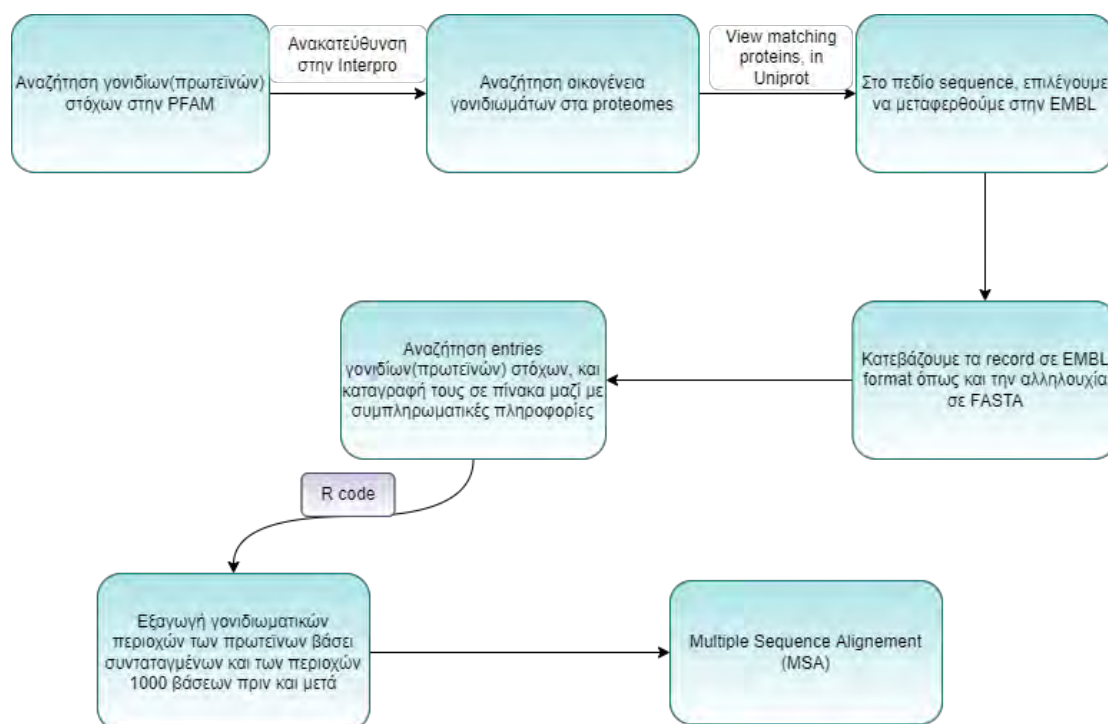 Αναζήτηση γονιδίων(πρωτεϊνών)
στόχων στην PFAM
Ανακατεύθυνση
στην Interpro
Αναζήτηση οικογένεια
γονιδιωμάτων στα proteomes
View matching
proteins, in
Uniprot
Στο πεδίο sequence, επιλέγουμε
να μεταφερθούμε στην EMBL
Κατεβάζουμε τα record σε EMBL
format όπως και την αλληλουχία
σε FASTA
Αναζήτηση entries
γονιδίων(πρωτεϊνών) στόχων, και
καταγραφή τους σε πίνακα μαζί με
συμπληρωματικές πληροφορίες
R code
Εξαγωγή γονιδιωματικών
περιοχών των πρωτεΐνων βάσει
συνταταγμένων και των περιοχών
1000 βάσεων πριν και μετά
Multiple Sequence Alignement
(MSA)